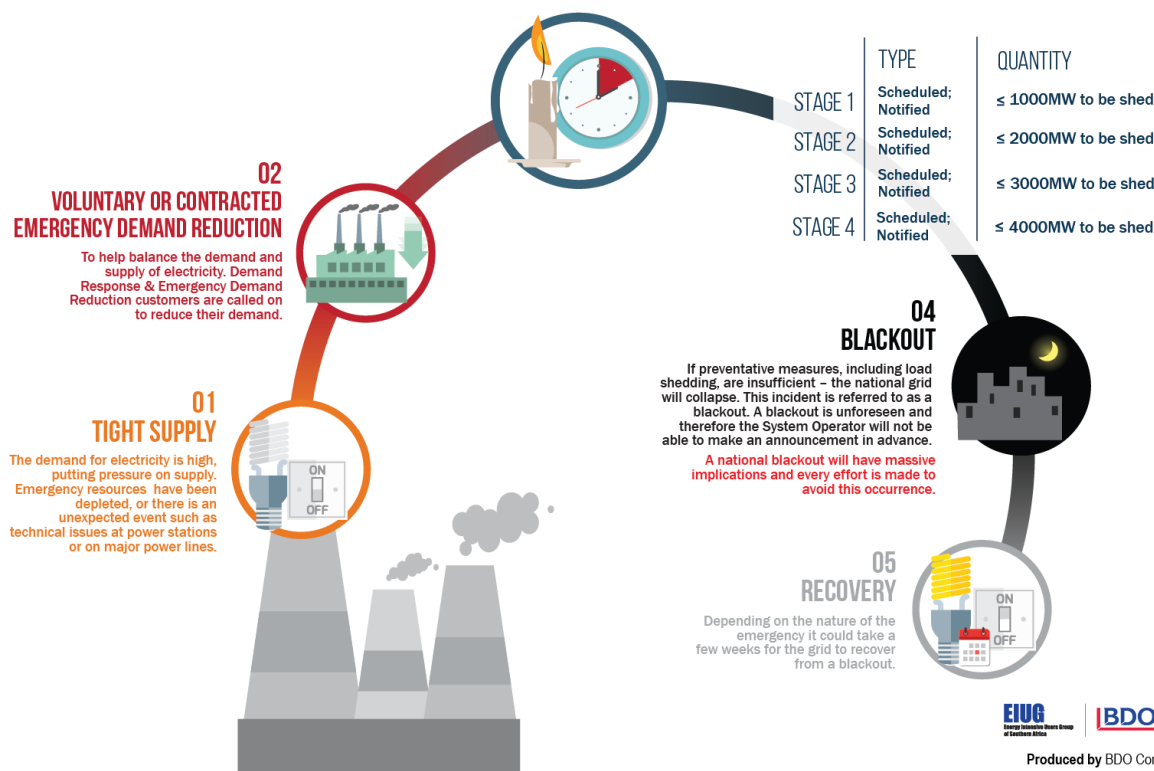 TYPE
QUANTITY
STAGE 1
Scheduled;
Notified
≤ 1000MW to be shed
STAGE 2
Scheduled;
Notified
≤ 2000MW to be shed
STAGE 3
Scheduled;
Notified
≤ 3000MW to be shed
STAGE 4
Scheduled;
Notified
≤ 4000MW to be shed
02
VOLUNTARY OR CONTRACTED
EMERGENCY DEMAND REDUCTION
To help balance the demand and
supply of electricity. Demand
Response & Emergency Demand
Reduction customers are called on
to reduce their demand.
01
TIGHT SUPPLY
The demand for electricity is high,
putting pressure on supply.
Emergency resources have been
depleted, or there is an
unexpected event such as
technical issues at power stations
or on major power lines.
ON
OFF
04
BLACKOUT
If preventative measures, including load
shedding, are insufficient – the national grid
will collapse. This incident is referred to as a
blackout. A blackout is unforeseen and
therefore the System Operator will not be
able to make an announcement in advance.
A national blackout will have massive
implications and every effort is made to
avoid this occurrence.
05
RECOVERY
Depending on the nature of the
emergency it could take a
few weeks for the grid to recover
from a blackout.
ON
OFF
EIUG
Energy Intensive Users Group
of Southern Africa
BDO
Produced by BDO Cor